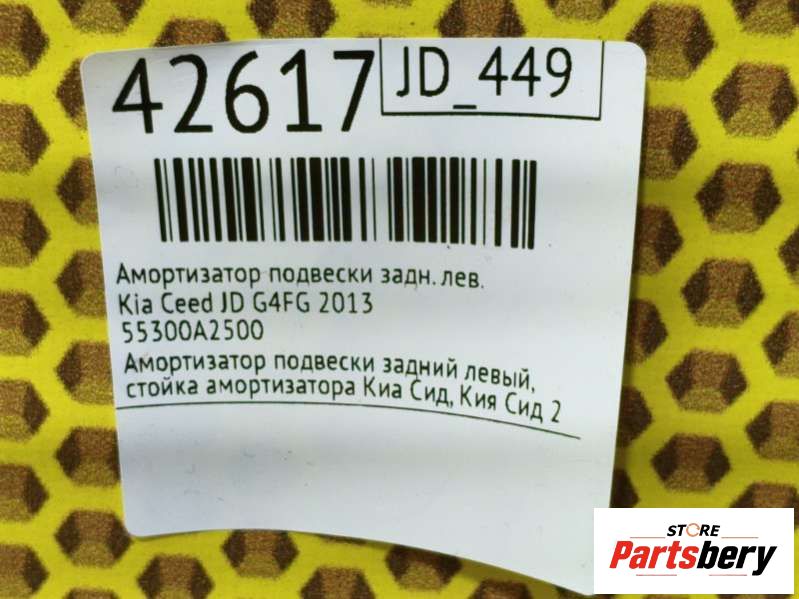 42617
JD_449
Амортизатор подвески задн. лев.
Kia Ceed JD G4FG 2013
55300A2500
Амортизатор подвески задний левый,
стойка амортизатора Киа Сид, Кия Сид 2
STORE
Partsbery